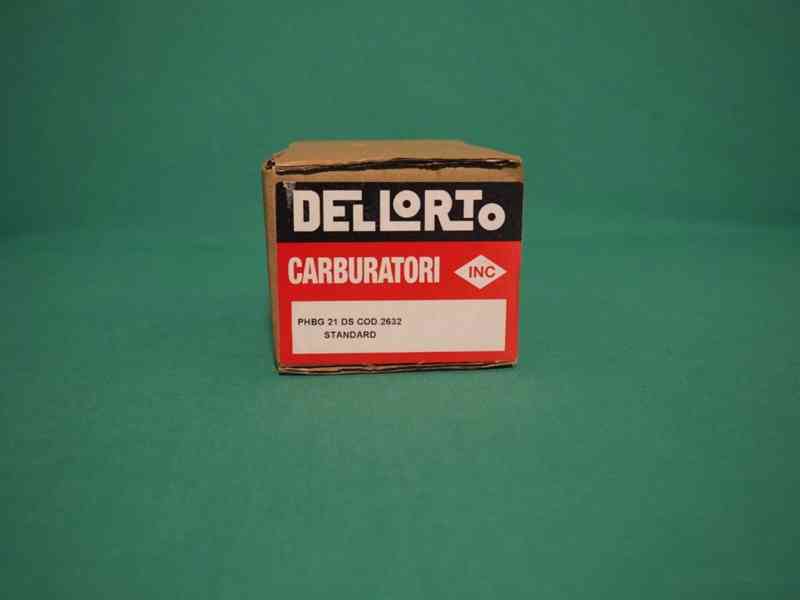 DELLORTO
CARBURATORI INC
PHBG 21 DS COD.2632
STANDARD